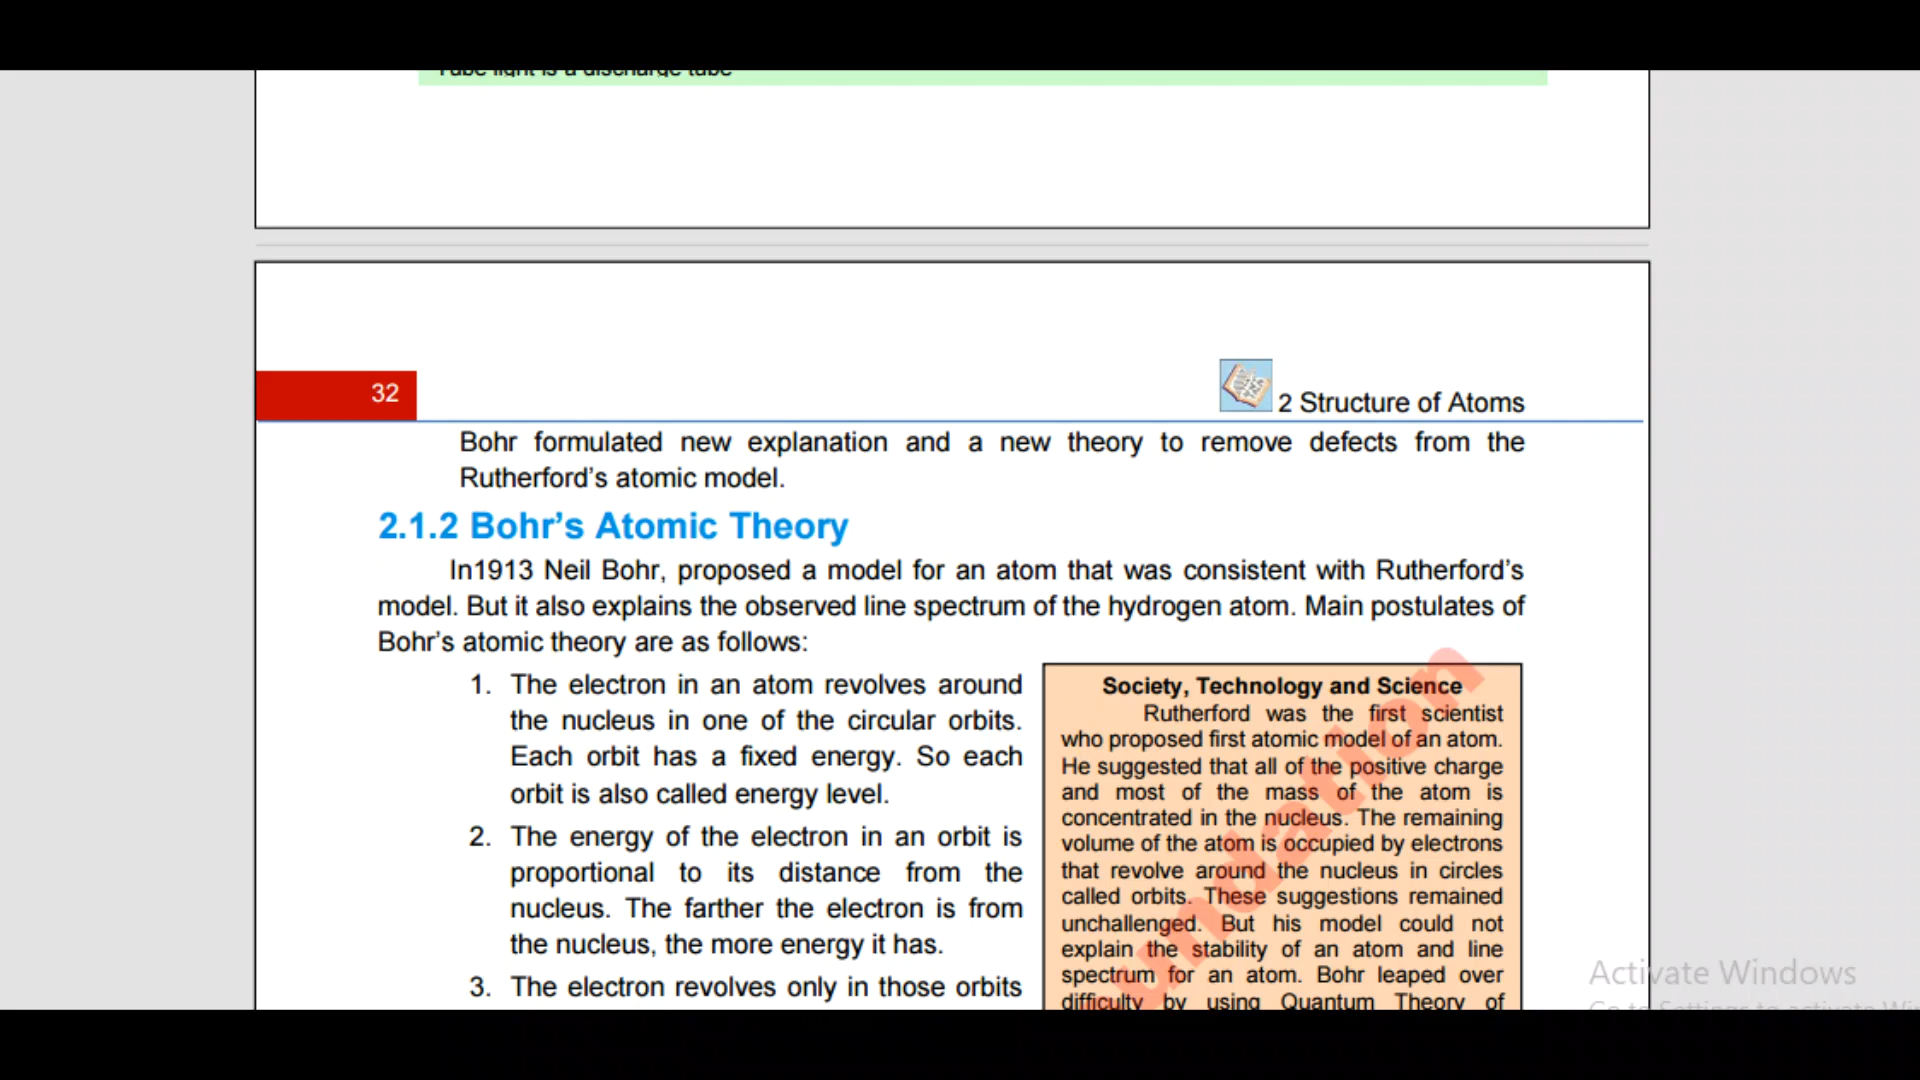 Tube light is a discharge tube
32
2 Structure of Atoms
Bohr formulated new explanation and a new theory to remove defects from the
Rutherford’s atomic model.
2.1.2 Bohr’s Atomic Theory
In1913 Neil Bohr, proposed a model for an atom that was consistent with Rutherford’s
model. But it also explains the observed line spectrum of the hydrogen atom. Main postulates of
Bohr’s atomic theory are as follows:
1. The electron in an atom revolves around
the nucleus in one of the circular orbits.
Each orbit has a fixed energy. So each
orbit is also called energy level.
2. The energy of the electron in an orbit is
proportional to its distance from the
nucleus. The farther the electron is from
the nucleus, the more energy it has.
3. The electron revolves only in those orbits
Society, Technology and Science
Rutherford was the first scientist
who proposed first atomic model of an atom.
He suggested that all of the positive charge
and most of the mass of the atom is
concentrated in the nucleus. The remaining
volume of the atom is occupied by electrons
that revolve around the nucleus in circles
called orbits. These suggestions remained
unchallenged. But his model could not
explain the stability of an atom and line
spectrum for an atom. Bohr leaped over
difficulty by using Quantum Theory of
undation
Activate Windows
Go to Settings to activate